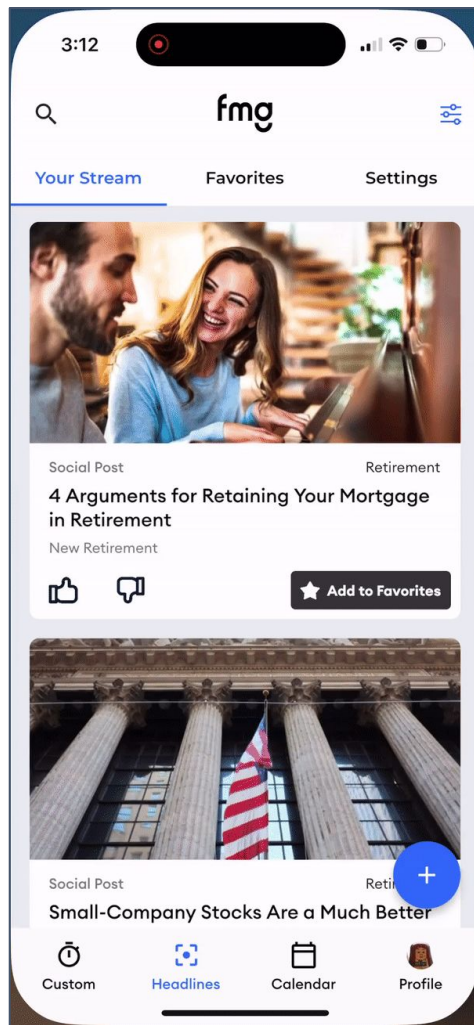 3:12
fmg
Your Stream
Favorites
Settings
Social Post
Retirement
4 Arguments for Retaining Your Mortgage
in Retirement
New Retirement
Add to Favorites
Social Post
Small-Company Stocks Are a Much Better
Custom
Headlines
Calendar
Profile